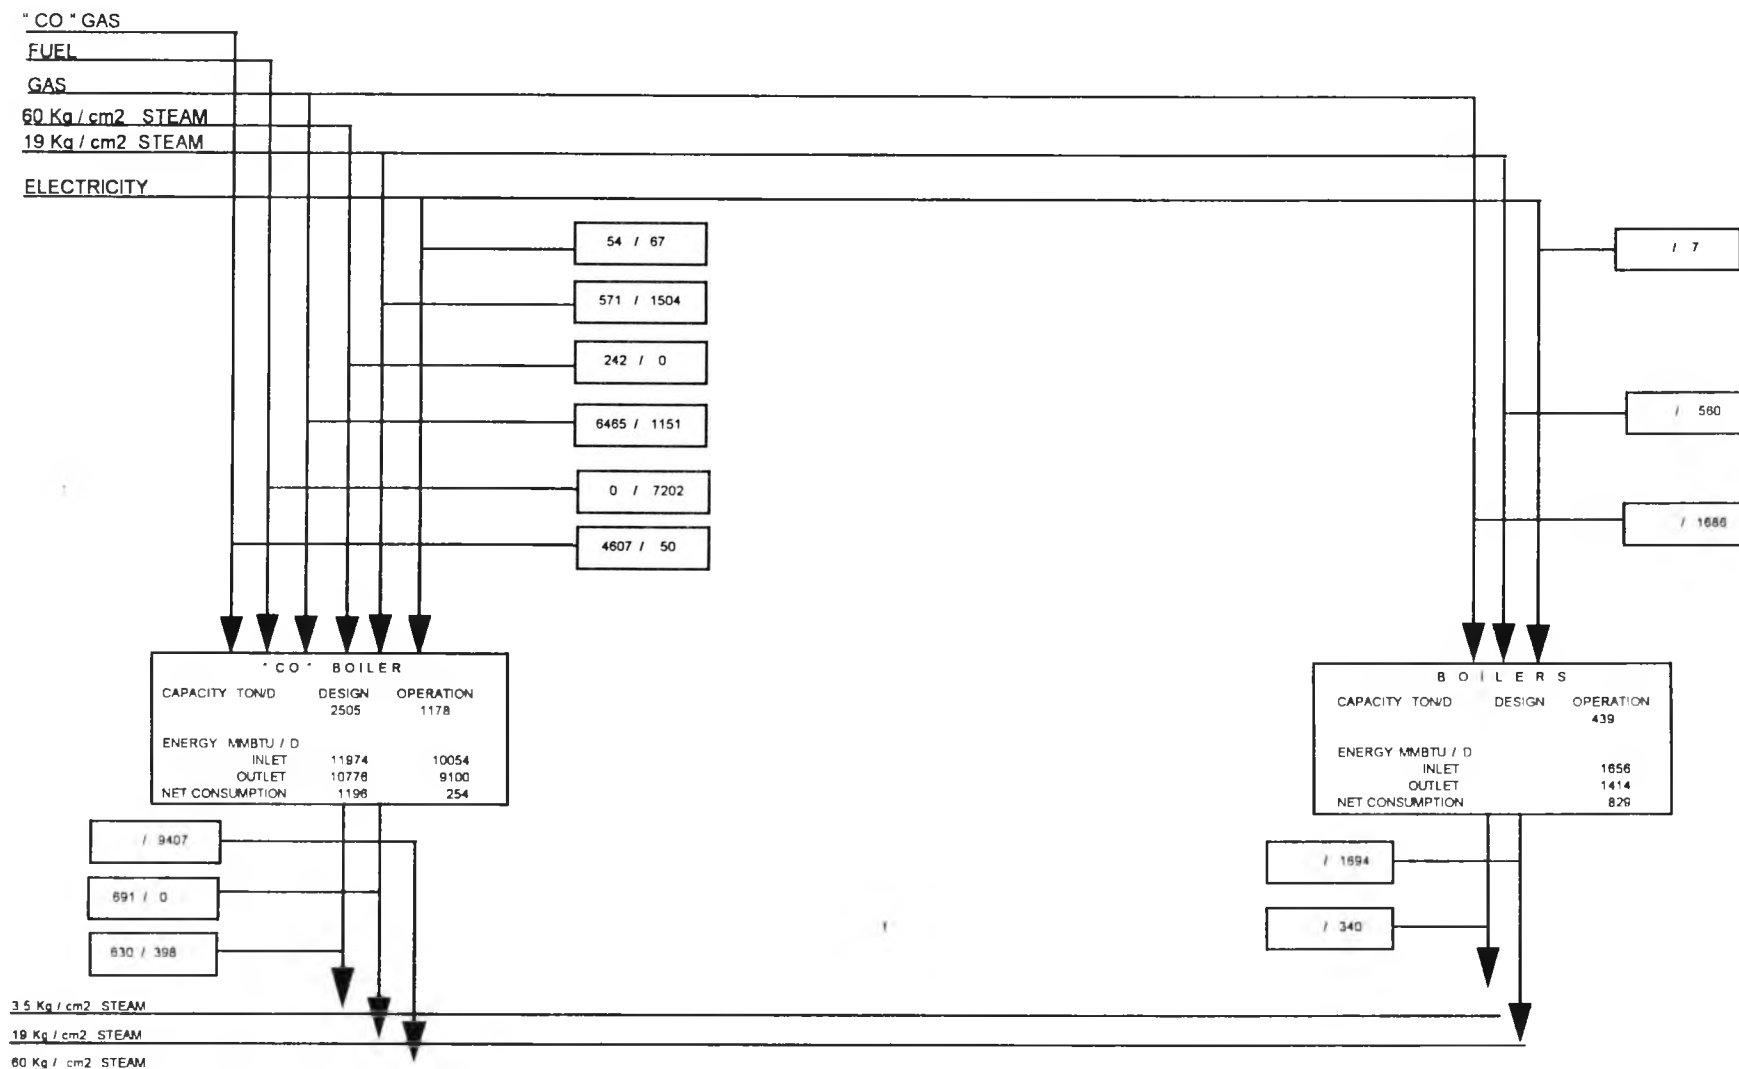 " CO " GAS
FUEL
GAS
60 Kg / cm2 STEAM
19 Kg / cm2 STEAM
ELECTRICITY
54 / 67
/ 7
571 / 1504
242 / 0
6465 / 1151
/ 560
0 / 7202
/ 1686
4607 / 50
" CO " BOILER
CAPACITY TON/D DESIGN OPERATION
2505 1178
ENERGY MMBTU / D
INLET 11974 10054
OUTLET 10776 9100
NET CONSUMPTION 1196 254
B O I L E R S
CAPACITY TON/D DESIGN OPERATION
439
ENERGY MMBTU / D
INLET 1656
OUTLET 1414
NET CONSUMPTION 829
/ 9407
691 / 0
630 / 398
/ 1694
/ 340
3.5 Kg / cm2 STEAM
19 Kg / cm2 STEAM
60 Kg / cm2 STEAM